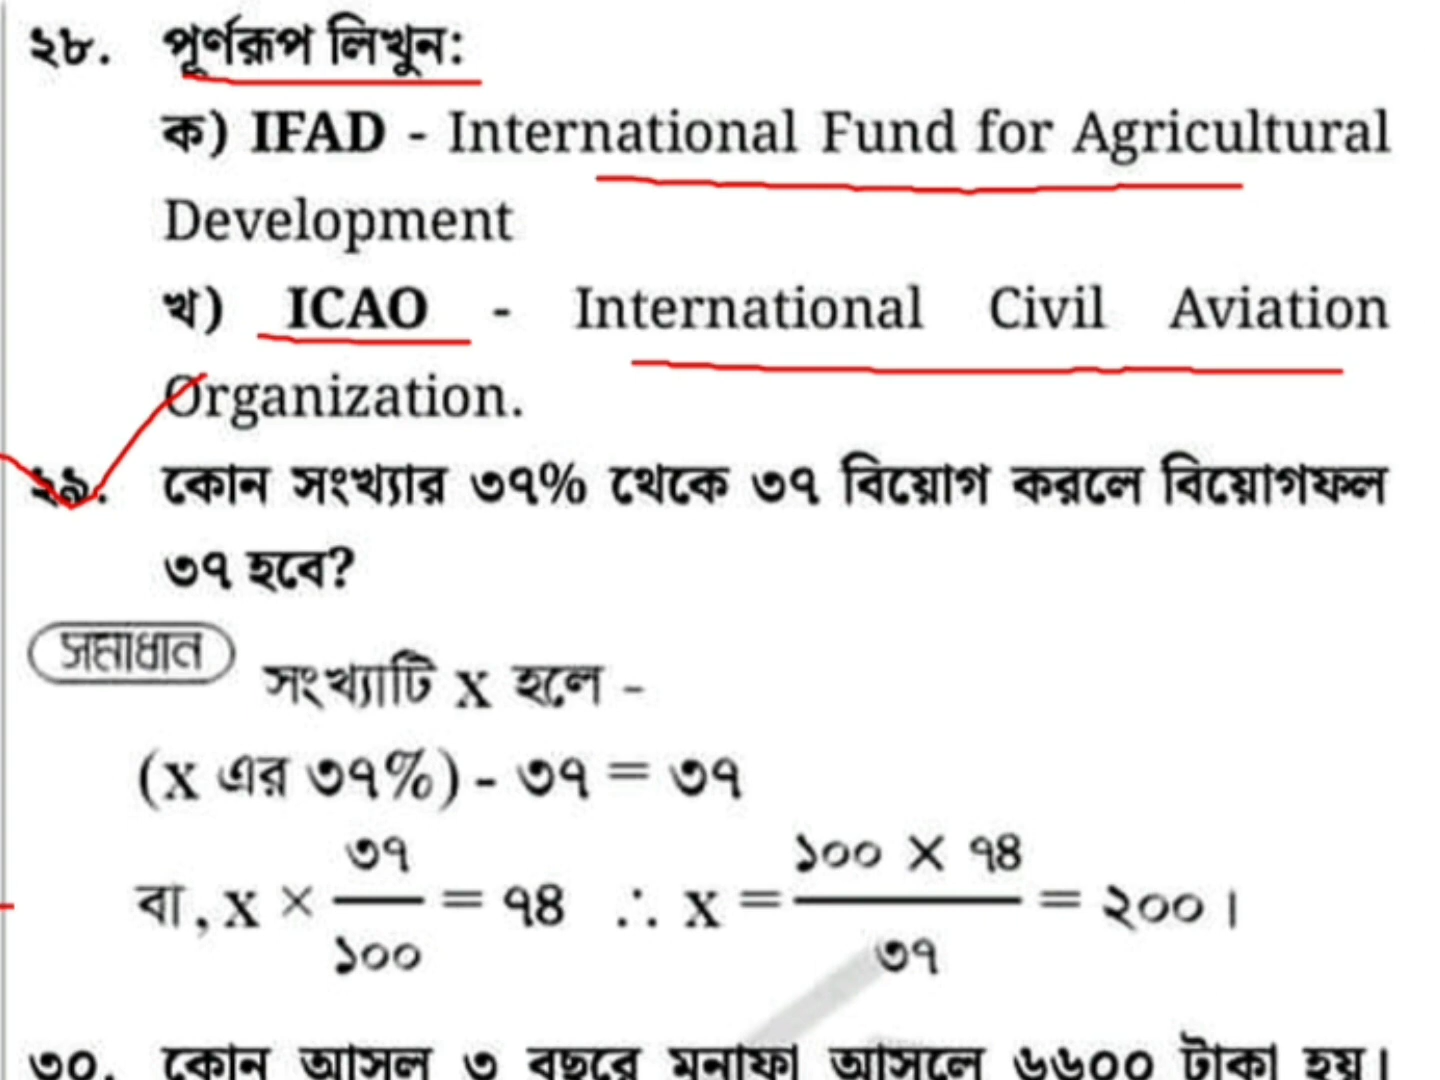 ২৮. পূর্ণরূপ লিখুন:
ক) IFAD - International Fund for Agricultural
Development
খ) ICAO - International Civil Aviation
Organization.
২৯. কোন সংখ্যার ৩৭% থেকে ৩৭ বিয়োগ করলে বিয়োগফল
৩৭ হবে?
সমাধান সংখ্যাটি x হলে -
(x এর ৩৭%) - ৩৭ = ৩৭
বা, x × ৩৭/১০০ = ৭৪ ∴ x = ১০০ × ৭৪/৩৭ = ২০০।
৩০. কোন আসল ৩ বছরে মুনাফা আসলে ৬৬০০ টাকা হয়।